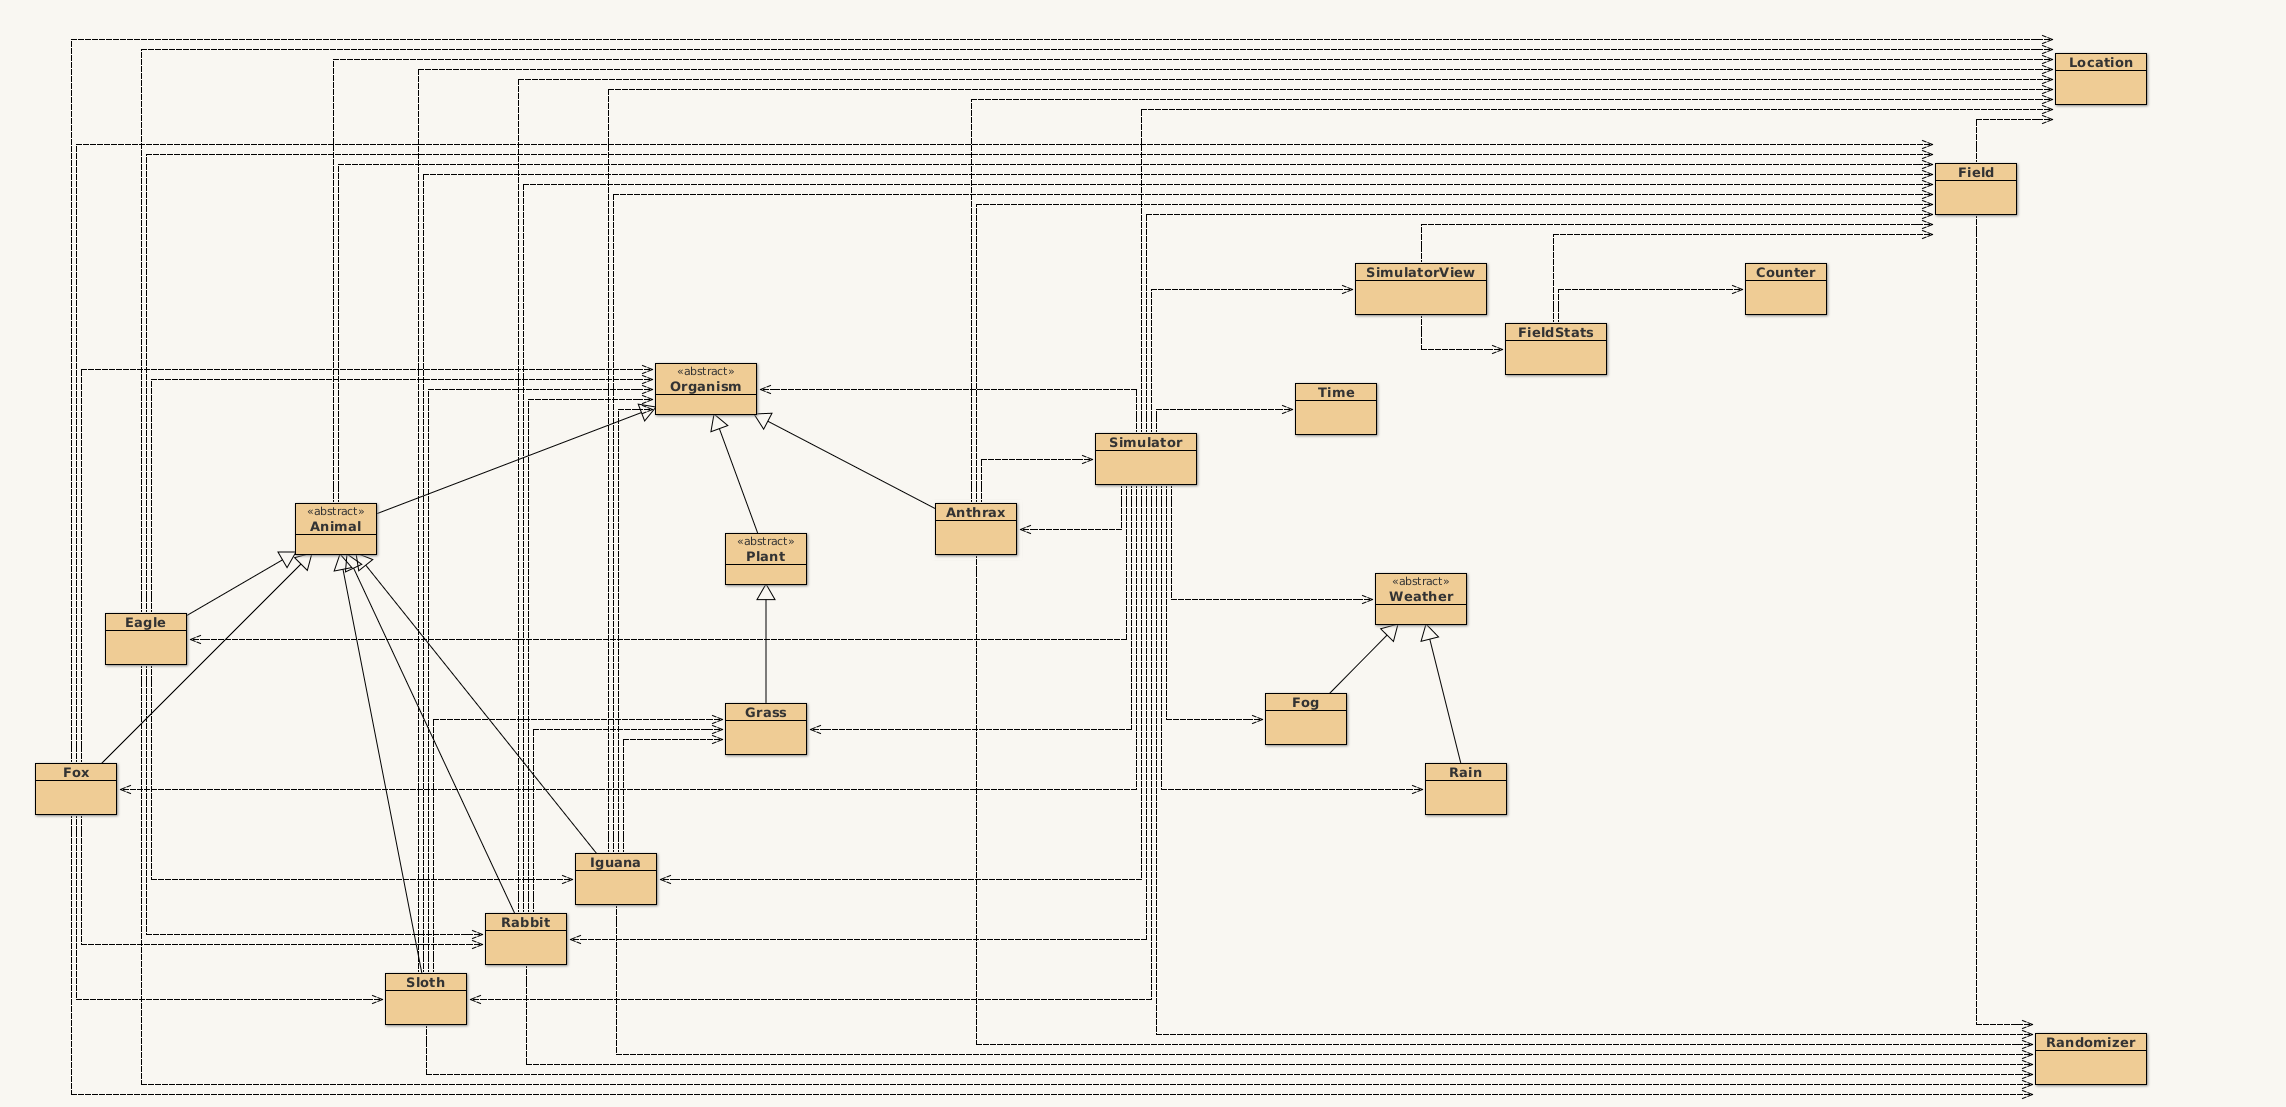 Location
Field
SimulatorView
Counter
FieldStats
«abstract»
Organism
Time
Simulator
«abstract»
Animal
Anthrax
«abstract»
Plant
«abstract»
Weather
Eagle
Fog
Grass
Fox
Rain
Iguana
Rabbit
Sloth
Randomizer